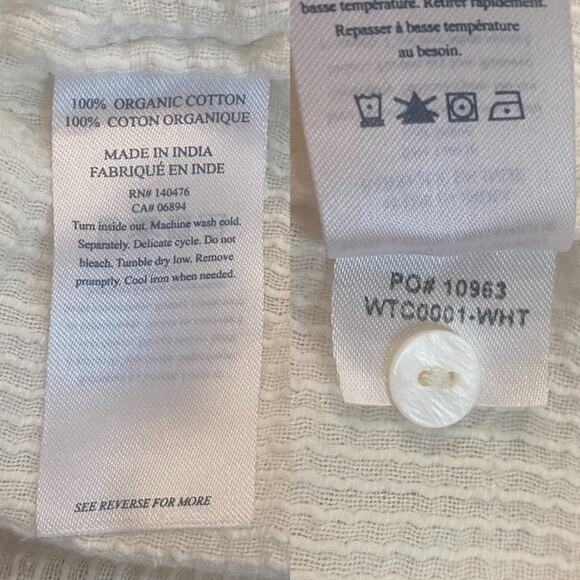 100% ORGANIC COTTON
100% COTON ORGANIQUE
MADE IN INDIA
FABRIQUÉ EN INDE
RN# 140476
CA# 06894
Turn inside out. Machine wash cold.
Separately. Delicate cycle. Do not
bleach. Tumble dry low. Remove
promptly. Cool iron when needed.
SEE REVERSE FOR MORE
basse température. Retirer rapidement.
Repasser à basse température
au besoin.
PO# 10963
WTC0001-WHT